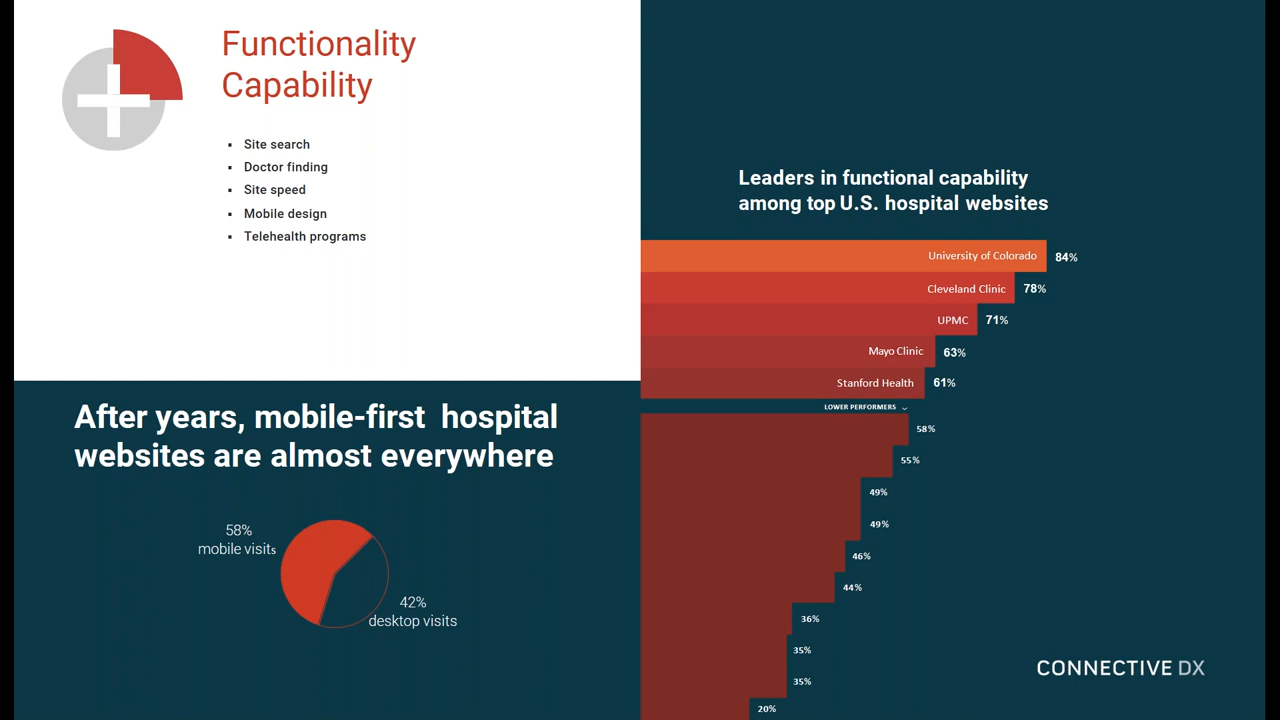 Functionality
Capability
▪ Site search
▪ Doctor finding
▪ Site speed
▪ Mobile design
▪ Telehealth programs
After years, mobile-first hospital
websites are almost everywhere
58%
mobile visits
42%
desktop visits
Leaders in functional capability
among top U.S. hospital websites
University of Colorado 84%
Cleveland Clinic 78%
UPMC 71%
Mayo Clinic 63%
Stanford Health 61%
LOWER PERFORMERS
58%
55%
49%
49%
46%
44%
36%
35%
35%
20%
CONNECTIVE DX